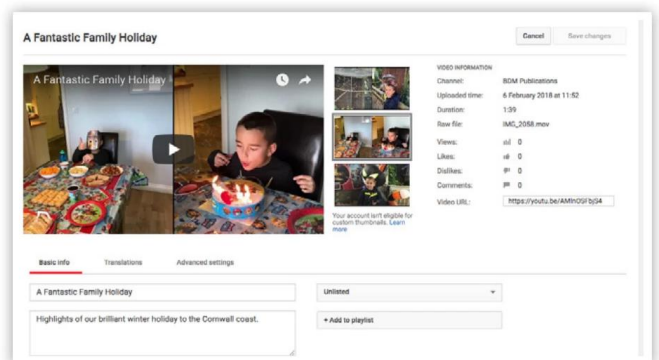 A Fantastic Family Holiday
Cancel
Save changes
A Fantastic Family Holiday
VIDEO INFORMATION
Channel: BDM Publications
Uploaded time: 6 February 2018 at 11:52
Duration: 1:39
Raw file: IMG_2058.mov
Views: 0
Likes: 0
Dislikes: 0
Comments: 0
Video URL:
Your account isn't eligible for
custom thumbnails. Learn
more
Basic Info
Translations
Advanced settings
A Fantastic Family Holiday
Unlisted
Highlights of our brilliant winter holiday to the Cornwall coast.
+ Add to playlist